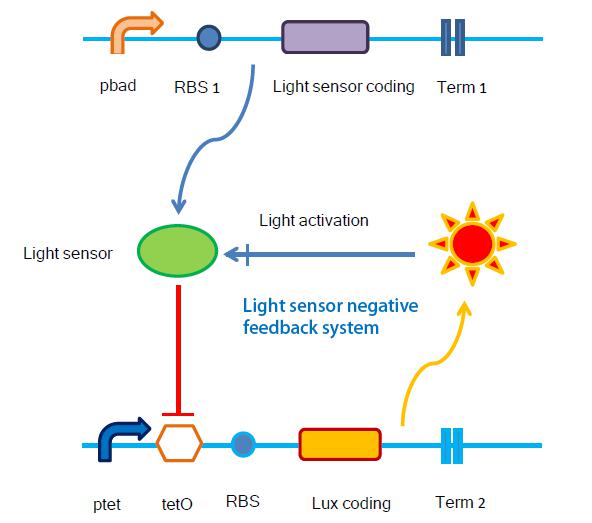 pbad RBS 1 Light sensor coding Term 1
Light activation
Light sensor
Light sensor negative
feedback system
ptet tetO RBS Lux coding Term 2